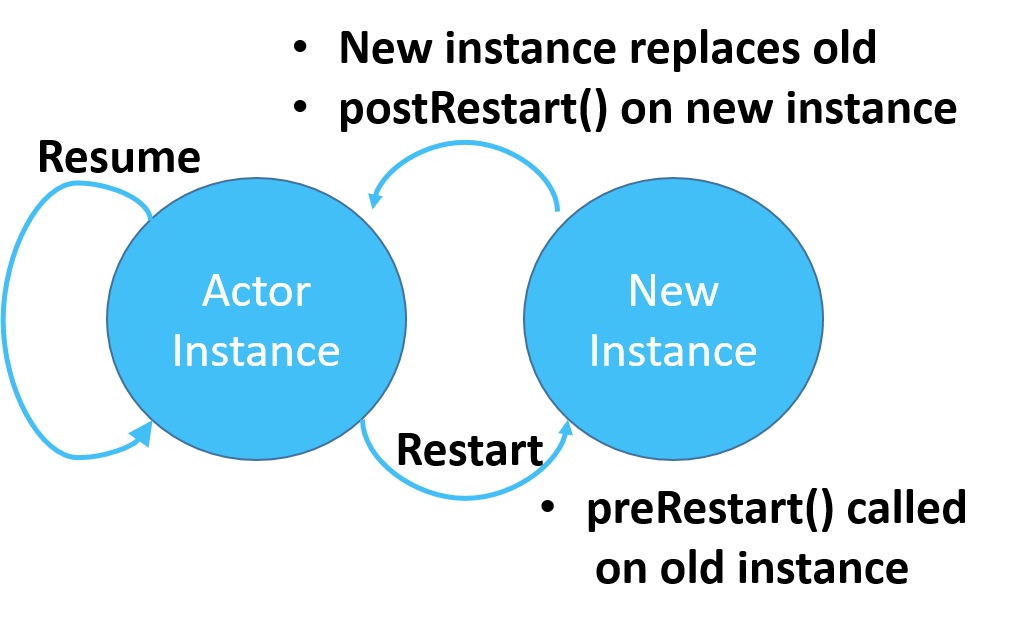 • New instance replaces old
• postRestart() on new instance
Resume
Actor
Instance
New
Instance
Restart
• preRestart() called
on old instance